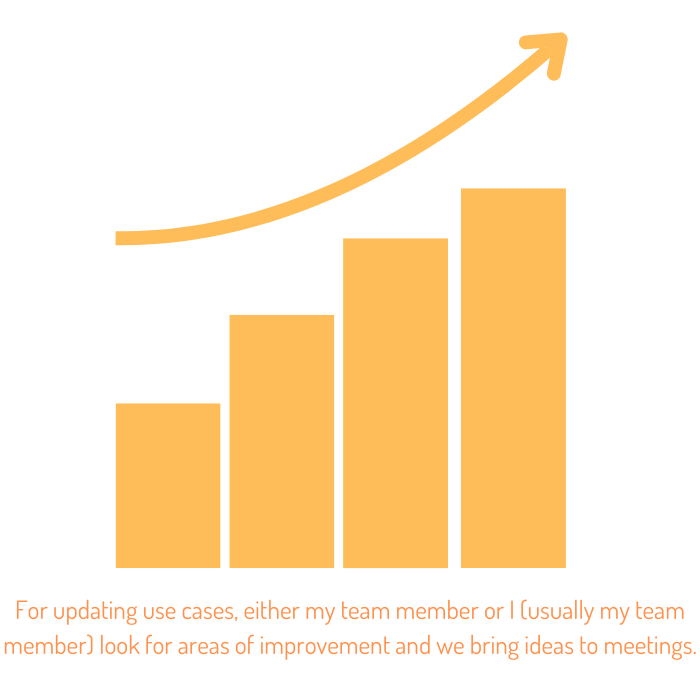 For updating use cases, either my team member or I (usually my team
member) look for areas of improvement and we bring ideas to meetings.